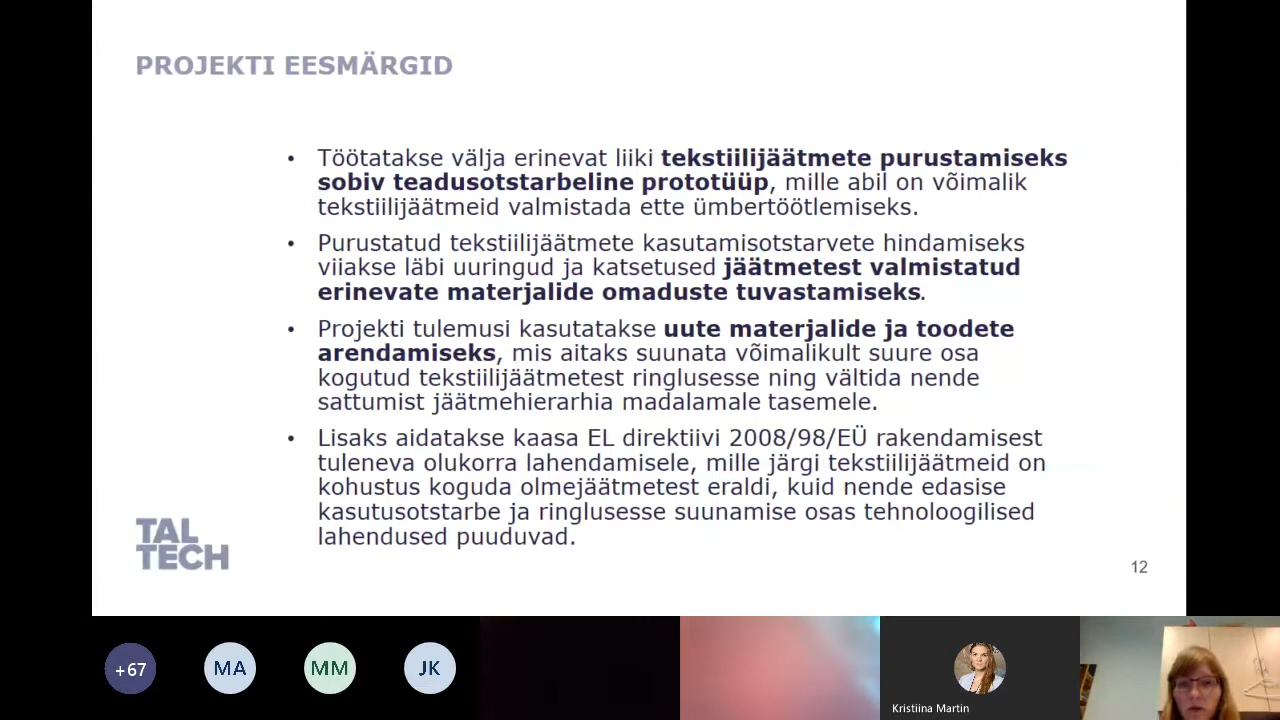 PROJEKTI EESMÄRGID
• Töötatakse välja erinevat liiki tekstiilijäätmete purustamiseks
sobiv teadusotstarbeline prototüüp, mille abil on võimalik
tekstiilijäätmeid valmistada ette ümbertöötlemiseks.
• Purustatud tekstiilijäätmete kasutamisotstarvete hindamiseks
viiakse läbi uuringud ja katsetused jäätmetest valmistatud
erinevate materjalide omaduste tuvastamiseks.
• Projekti tulemusi kasutatakse uute materjalide ja toodete
arendamiseks, mis aitaks suunata võimalikult suure osa
kogutud tekstiilijäätmetest ringlusesse ning vältida nende
sattumist jäätmehierarhia madalamale tasemele.
• Lisaks aidatakse kaasa EL direktiivi 2008/98/EÜ rakendamisest
tuleneva olukorra lahendamisele, mille järgi tekstiilijäätmeid on
kohustus koguda olmejäätmetest eraldi, kuid nende edasise
kasutusotstarbe ja ringlusesse suunamise osas tehnoloogilised
lahendused puuduvad.
TAL
TECH
12
+67
MA
MM
JK
Kristiina Martin